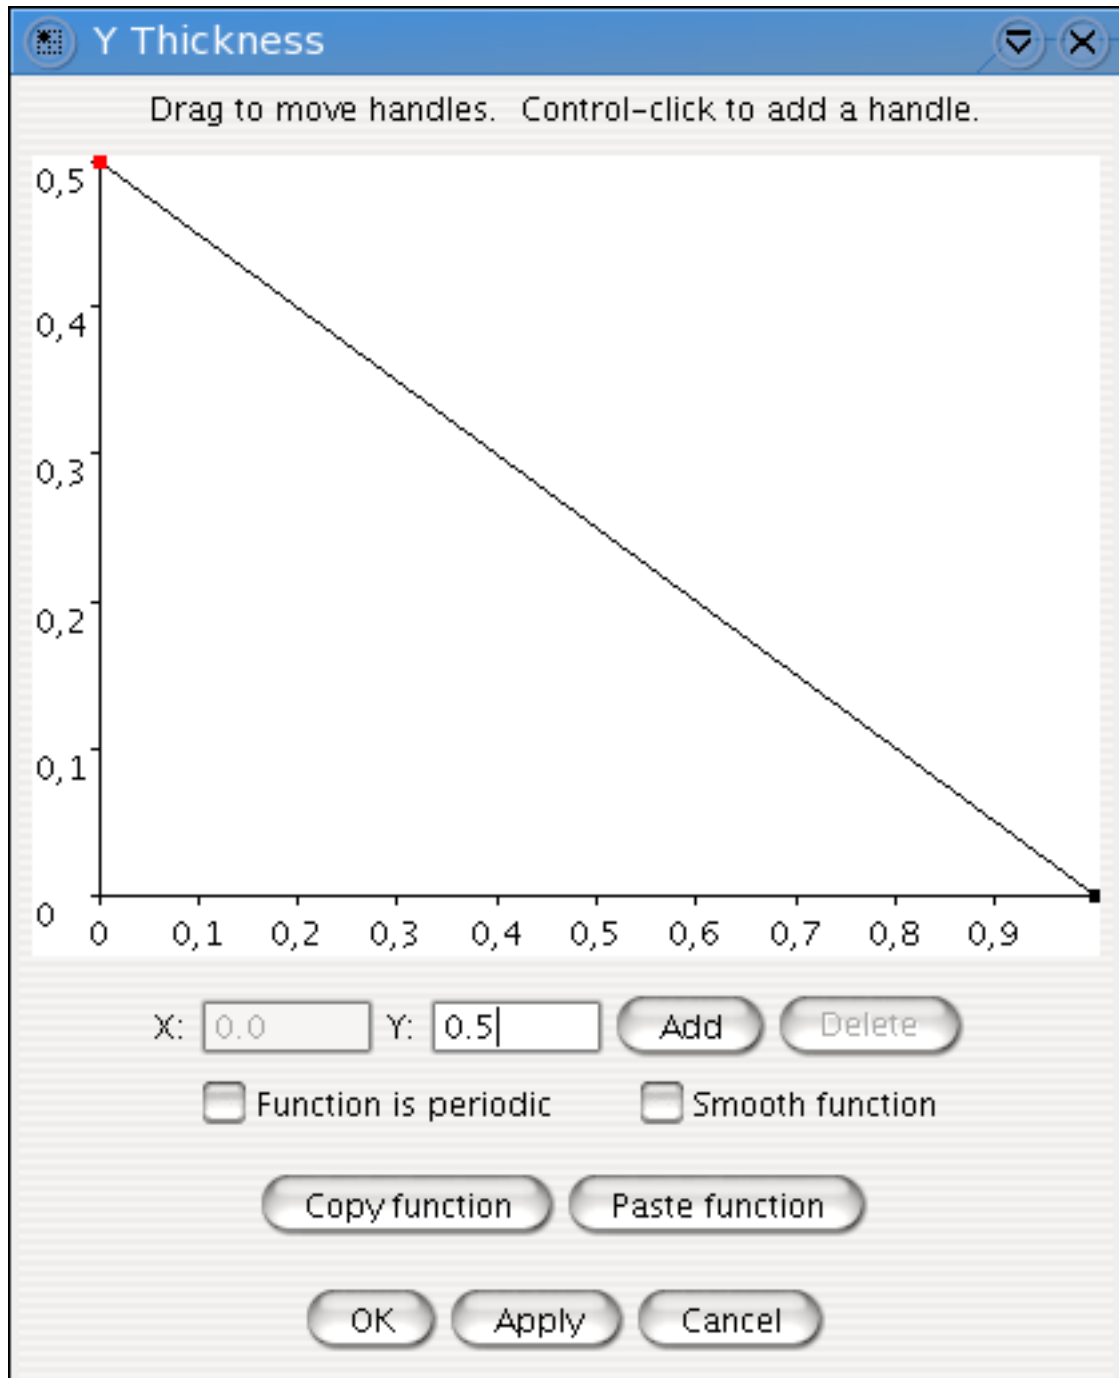 Y Thickness
Drag to move handles. Control-click to add a handle.
0,5
0,4
0,3
0,2
0,1
0
0 0,1 0,2 0,3 0,4 0,5 0,6 0,7 0,8 0,9
X: 0.0 Y: 0.5 Add Delete
Function is periodic Smooth function
Copy function Paste function
OK Apply Cancel